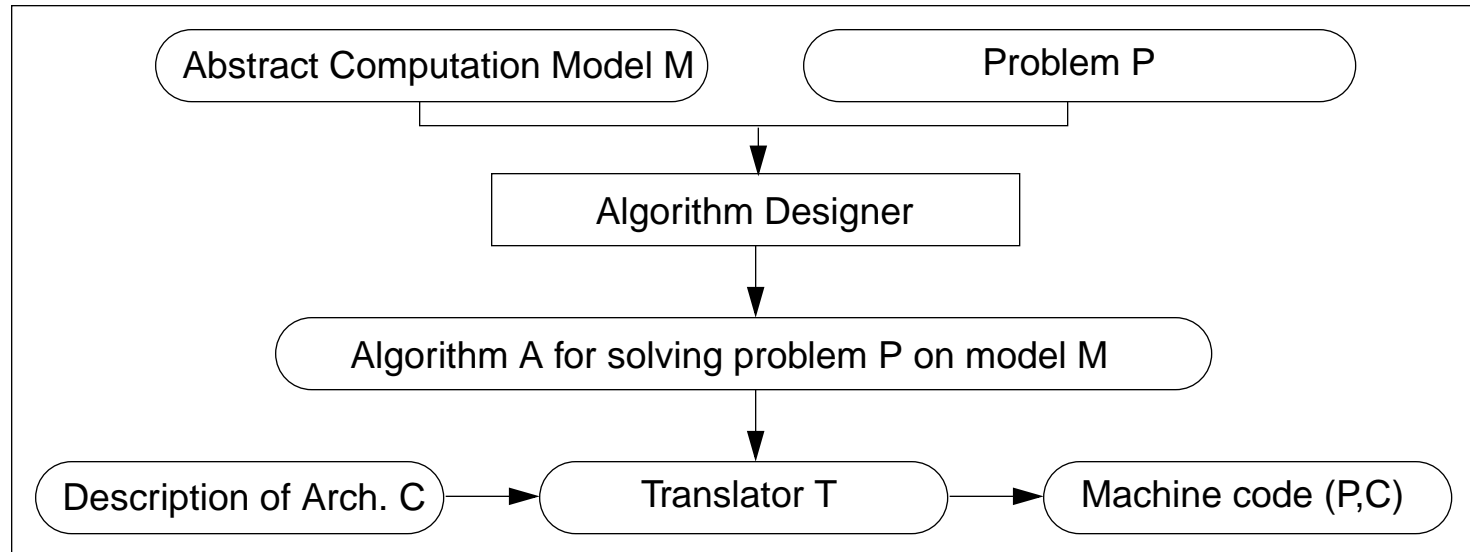 Abstract Computation Model M
Problem P
Algorithm Designer
Algorithm A for solving problem P on model M
Description of Arch. C
Translator T
Machine code (P,C)